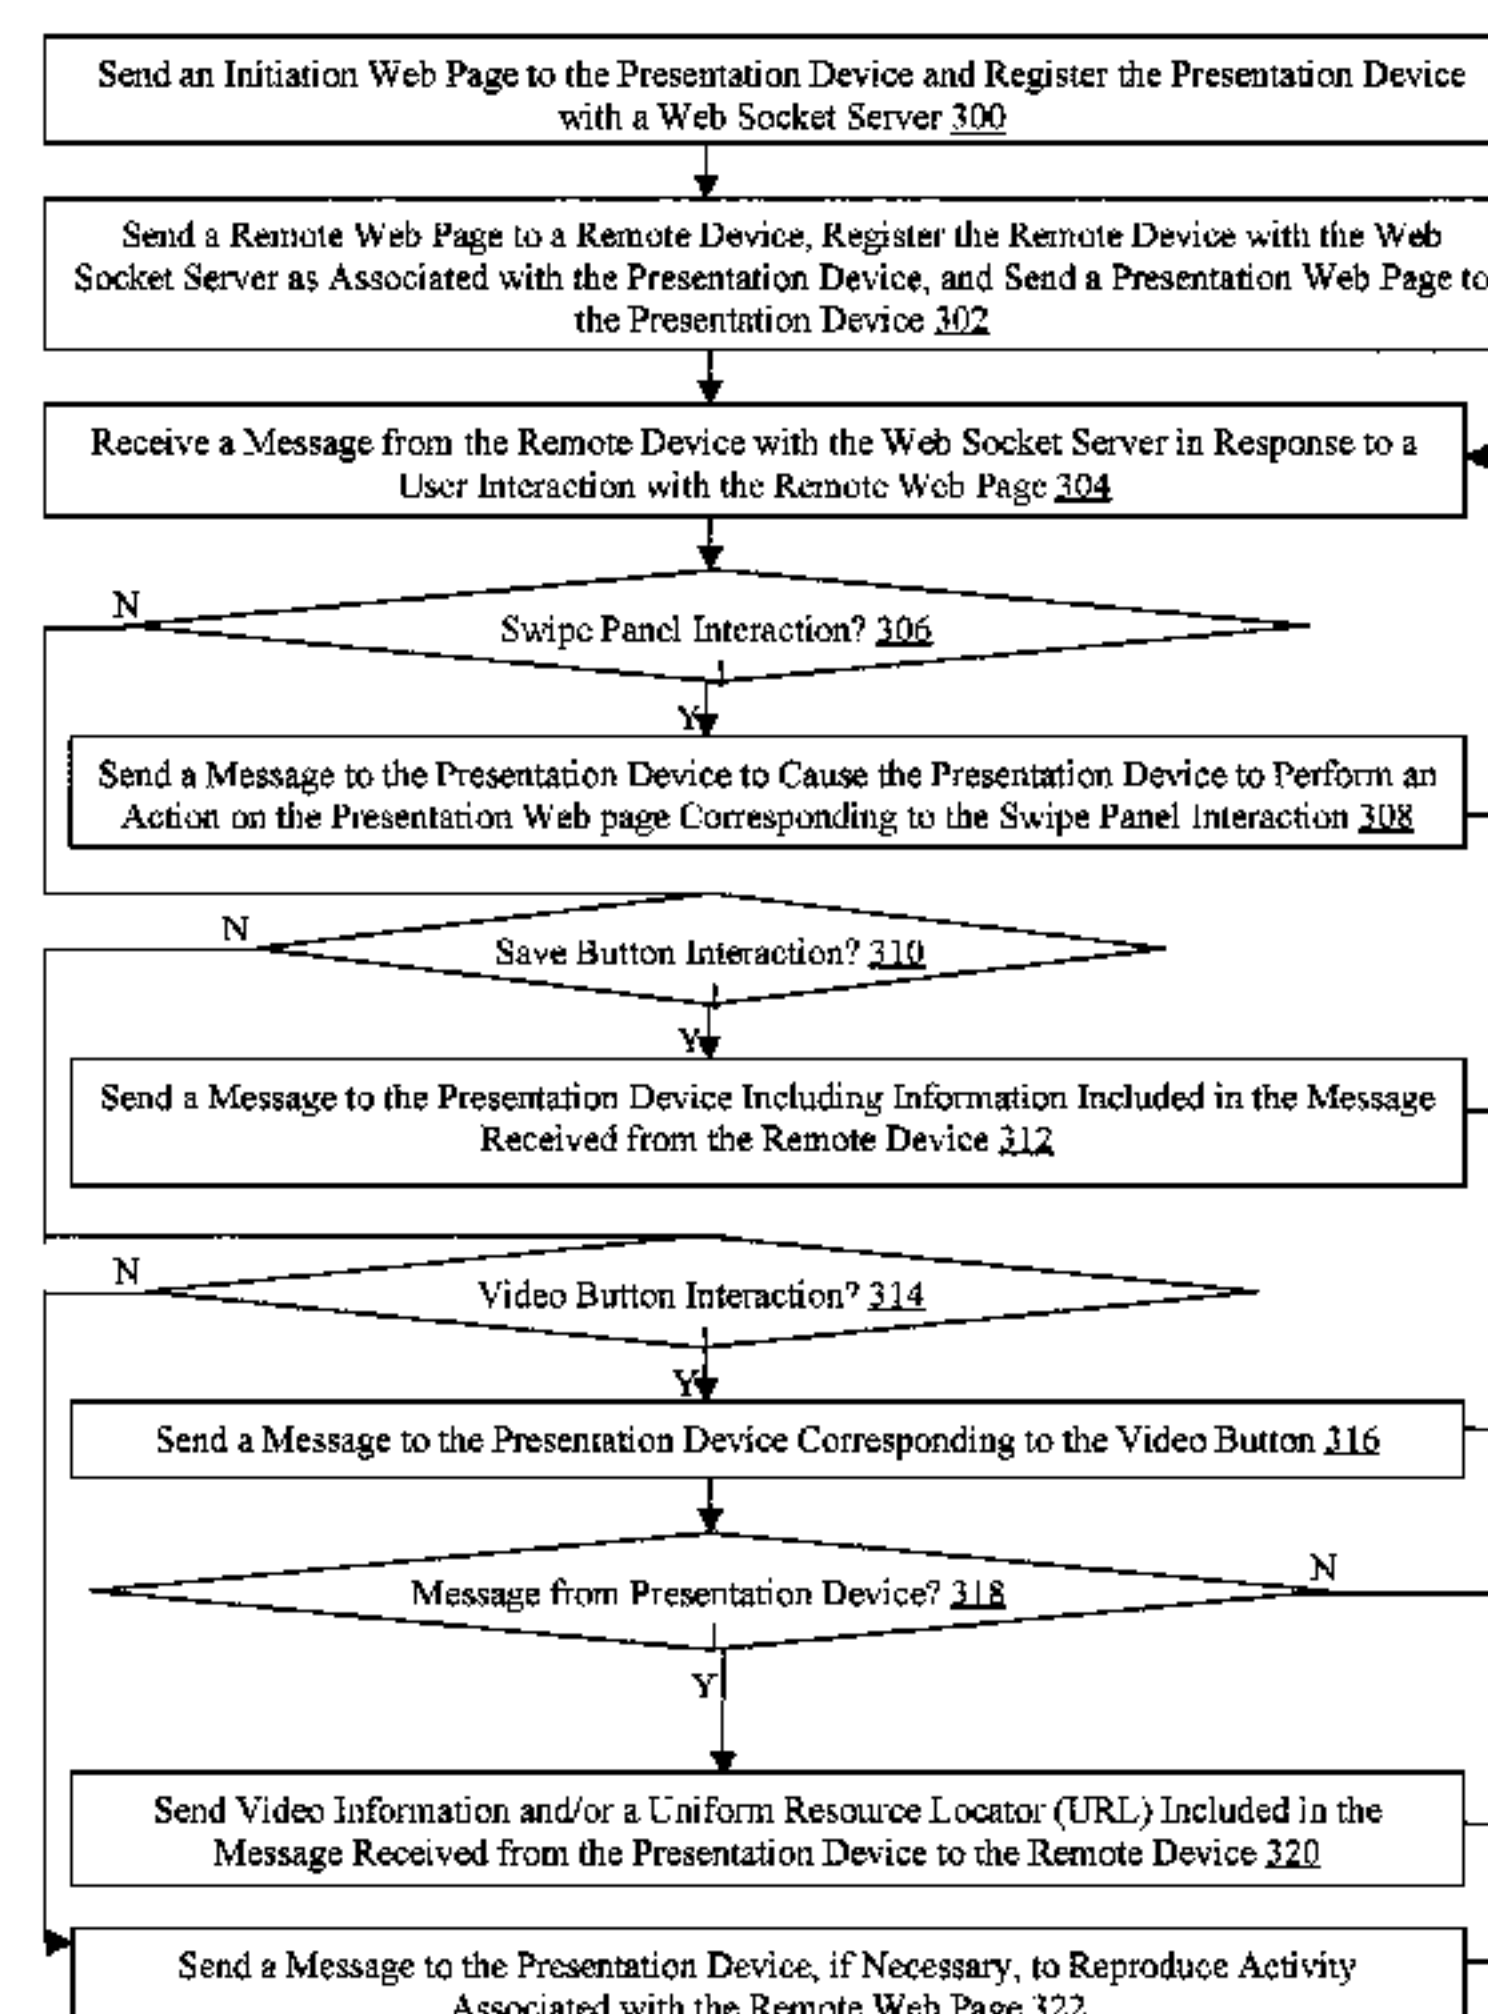 Send an Initiation Web Page to the Presentation Device and Register the Presentation Device
with a Web Socket Server 300
Send a Remote Web Page to a Remote Device, Register the Remote Device with the Web
Socket Server as Associated with the Presentation Device, and Send a Presentation Web Page to
the Presentation Device 302
Receive a Message from the Remote Device with the Web Socket Server in Response to a
User Interaction with the Remote Web Page 304
N
Swipe Panel Interaction? 306
Y
Send a Message to the Presentation Device to Cause the Presentation Device to Perform an
Action on the Presentation Web page Corresponding to the Swipe Panel Interaction 308
N
Save Button Interaction? 310
Y
Send a Message to the Presentation Device Including Information Included in the Message
Received from the Remote Device 312
N
Video Button Interaction? 314
Y
Send a Message to the Presentation Device Corresponding to the Video Button 316
N
Message from Presentation Device? 318
Y
Send Video Information and/or a Uniform Resource Locator (URL) Included in the
Message Received from the Presentation Device to the Remote Device 320
Send a Message to the Presentation Device, if Necessary, to Reproduce Activity
Associated with the Remote Web Page 322